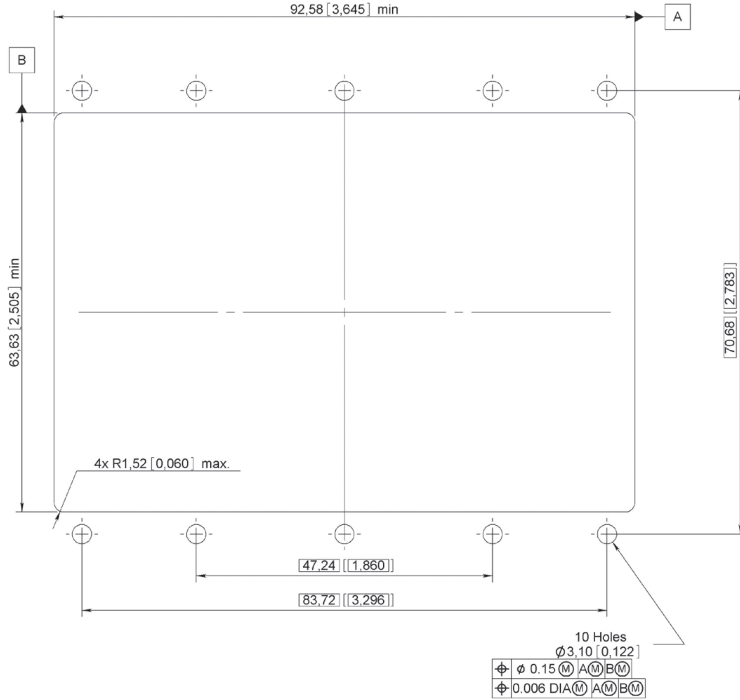 92,58 [3,645] min
A
B
63,63 [2,505] min
70,68 [2,783]
4x R1,52 [0,060] max.
47,24 [1,860]
83,72 [3,296]
10 Holes
Ø3,10 [0,122]
⌖ Ø 0.15 Ⓜ A Ⓜ B Ⓜ
⌖ 0.006 DIA Ⓜ A Ⓜ B Ⓜ